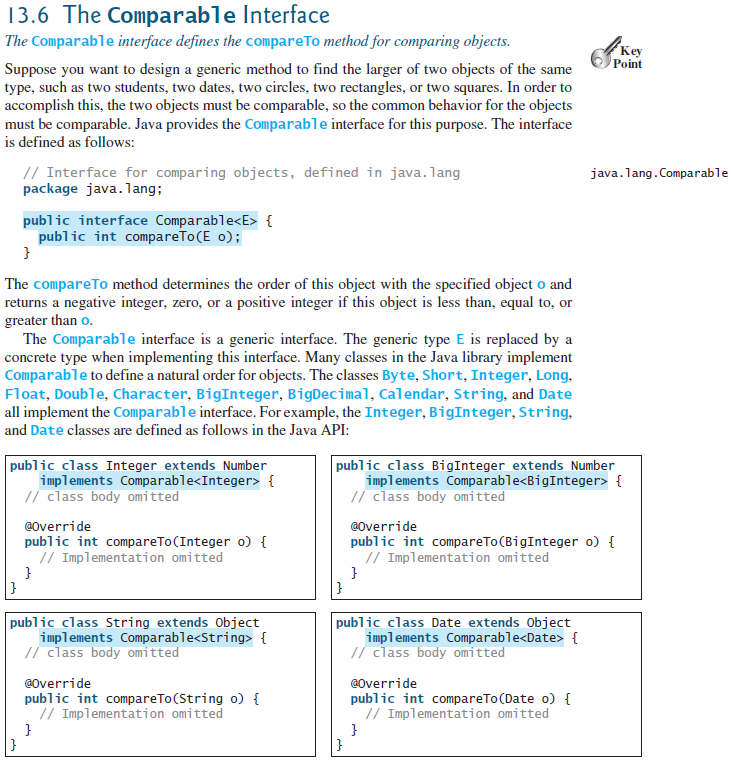 13.6 The Comparable Interface
The Comparable interface defines the compareTo method for comparing objects.
Key
Point
Suppose you want to design a generic method to find the larger of two objects of the same
type, such as two students, two dates, two circles, two rectangles, or two squares. In order to
accomplish this, the two objects must be comparable, so the common behavior for the objects
must be comparable. Java provides the Comparable interface for this purpose. The interface
is defined as follows:
// Interface for comparing objects, defined in java.lang
java.lang.Comparable
package java.lang;
public interface Comparable<E> {
public int compareTo(E o);
}
The compareTo method determines the order of this object with the specified object o and
returns a negative integer, zero, or a positive integer if this object is less than, equal to, or
greater than o.
The Comparable interface is a generic interface. The generic type E is replaced by a
concrete type when implementing this interface. Many classes in the Java library implement
Comparable to define a natural order for objects. The classes Byte, Short, Integer, Long,
Float, Double, Character, BigInteger, BigDecimal, Calendar, String, and Date
all implement the Comparable interface. For example, the Integer, BigInteger, String,
and Date classes are defined as follows in the Java API:
public class Integer extends Number
implements Comparable<Integer> {
// class body omitted
@Override
public int compareTo(Integer o) {
// Implementation omitted
}
}
public class BigInteger extends Number
implements Comparable<BigInteger> {
// class body omitted
@Override
public int compareTo(BigInteger o) {
// Implementation omitted
}
}
public class String extends Object
implements Comparable<String> {
// class body omitted
@Override
public int compareTo(String o) {
// Implementation omitted
}
}
public class Date extends Object
implements Comparable<Date> {
// class body omitted
@Override
public int compareTo(Date o) {
// Implementation omitted
}
}